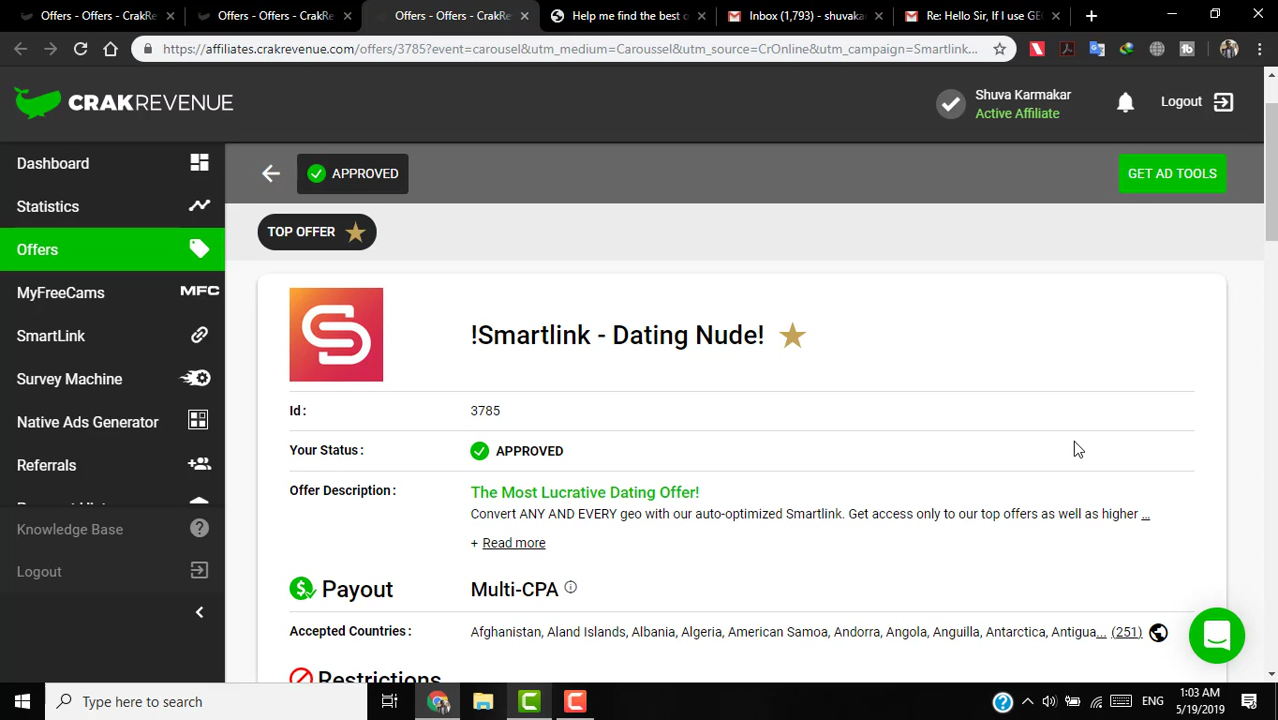 Offers - Offers - CrakRe
Offers - Offers - CrakRe
Offers - Offers - CrakRe
Help me find the best o
Inbox (1,793) - shuvaka
Re: Hello Sir, If I use GE
https://affiliates.crakrevenue.com/offers/3785?event=carousel&utm_medium=Caroussel&utm_source=CrOnline&utm_campaign=Smartlink...
CRAKREVENUE
Shuva Karmakar
Active Affiliate
Logout
Dashboard
APPROVED
GET AD TOOLS
Statistics
TOP OFFER
Offers
MyFreeCams MFC
SmartLink
!Smartlink - Dating Nude!
Survey Machine
Id : 3785
Native Ads Generator
Your Status : APPROVED
Referrals
Offer Description : The Most Lucrative Dating Offer!
Convert ANY AND EVERY geo with our auto-optimized Smartlink. Get access only to our top offers as well as higher ...
Knowledge Base
+ Read more
Logout
Payout Multi-CPA
Accepted Countries : Afghanistan, Aland Islands, Albania, Algeria, American Samoa, Andorra, Angola, Anguilla, Antarctica, Antigua... (251)
Restrictions
Type here to search
ENG
1:03 AM
5/19/2019